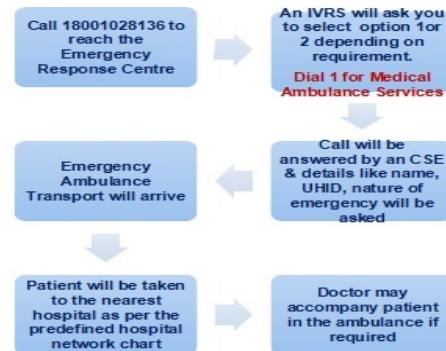 Call 18001028136 to
reach the
Emergency
Response Centre
An IVRS will ask you
to select option 1or
2 depending on
requirement.
Dial 1 for Medical
Ambulance Services
Call will be
answered by an CSE
& details like name,
UHID, nature of
emergency will be
asked
Emergency
Ambulance
Transport will arrive
Patient will be taken
to the nearest
hospital as per the
predefined hospital
network chart
Doctor may
accompany patient
in the ambulance if
required